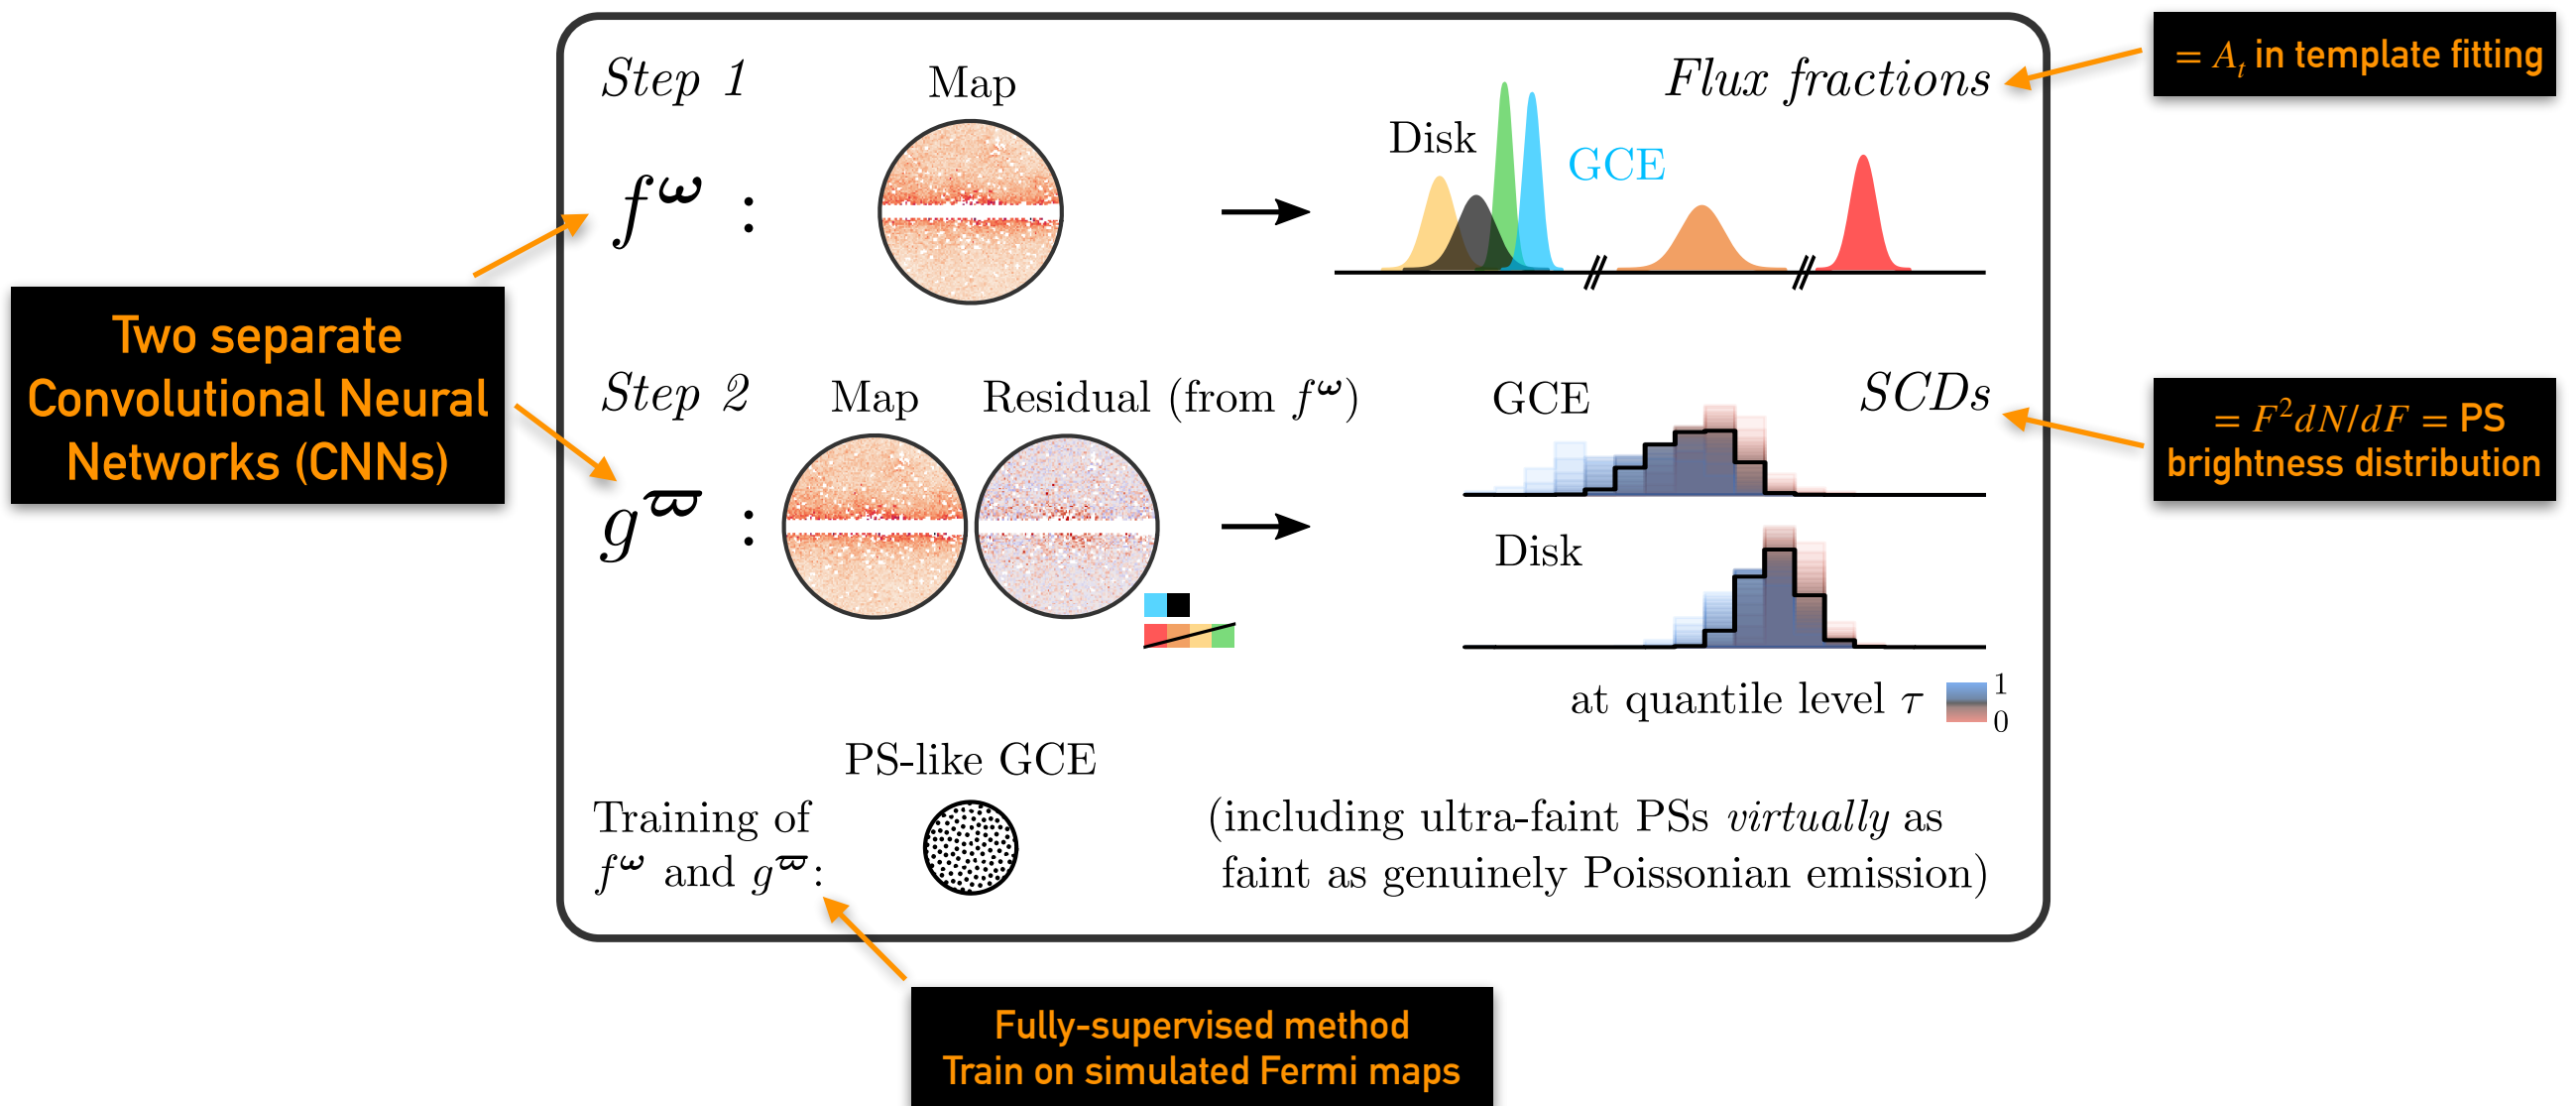 Step 1
Map
Flux fractions
= A_t in template fitting
f^ω :
Disk
GCE
Two separate
Convolutional Neural
Networks (CNNs)
Step 2
Map
Residual (from f^ω)
GCE
SCDs
= F²dN/dF = PS
brightness distribution
g^ϖ :
Disk
at quantile level τ
1
0
PS-like GCE
Training of
f^ω and g^ϖ:
(including ultra-faint PSs virtually as
faint as genuinely Poissonian emission)
Fully-supervised method
Train on simulated Fermi maps